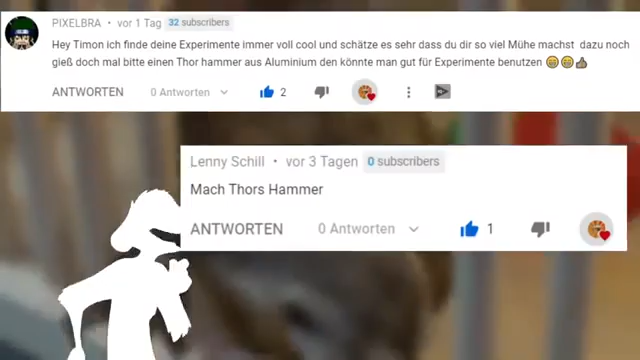 PIXELBRA • vor 1 Tag 32 subscribers
Hey Timon ich finde deine Experimente immer voll cool und schätze es sehr dass du dir so viel Mühe machst dazu noch
gieß doch mal bitte einen Thor hammer aus Aluminium den könnte man gut für Experimente benutzen 😁😁👍
ANTWORTEN 0 Antworten 2
Lenny Schill • vor 3 Tagen 0 subscribers
Mach Thors Hammer
ANTWORTEN 0 Antworten 1